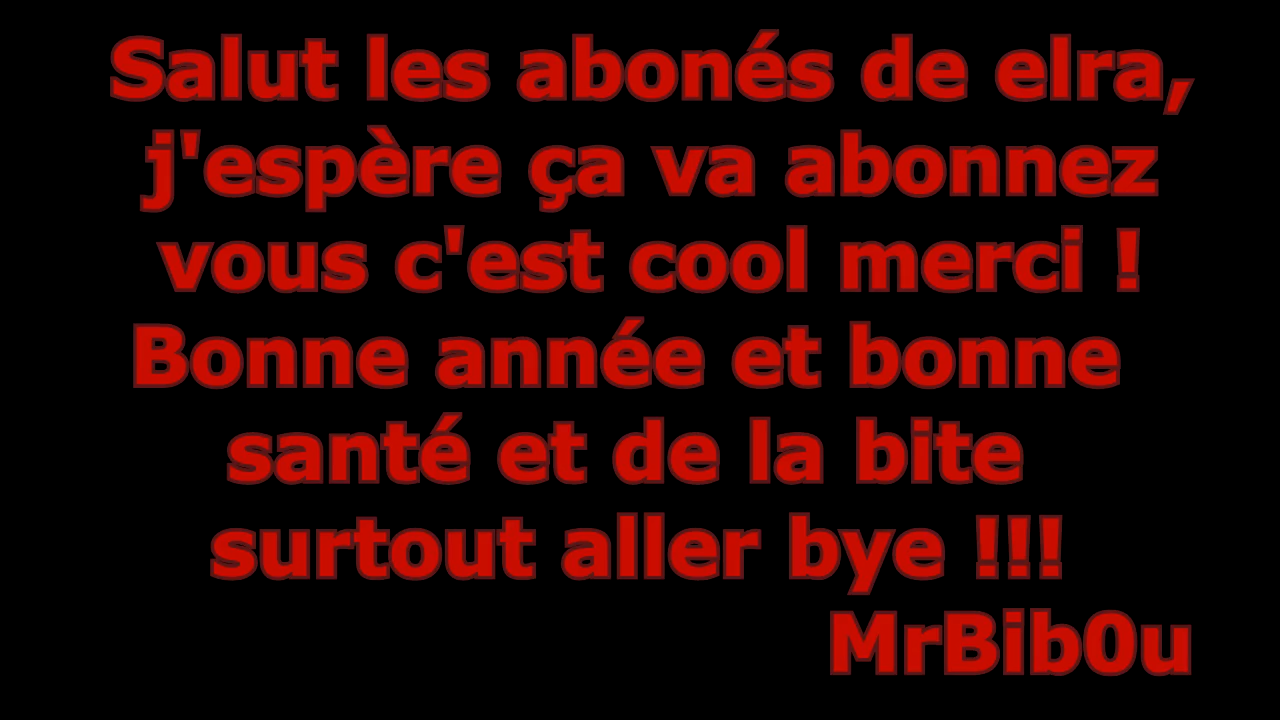 Salut les abonés de elra,
j'espère ça va abonnez
vous c'est cool merci !
Bonne année et bonne
santé et de la bite
surtout aller bye !!!
MrBib0u